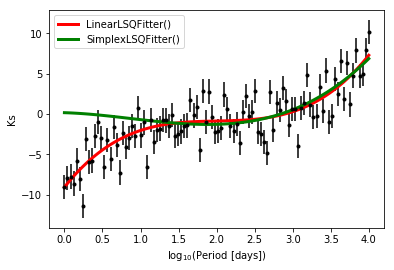 LinearLSQFitter()
SimplexLSQFitter()
10
5
0
−5
−10
Ks
0.0 0.5 1.0 1.5 2.0 2.5 3.0 3.5 4.0
log₁₀(Period [days])